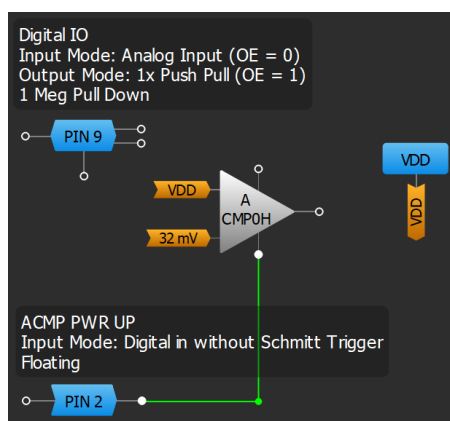 Digital IO
Input Mode: Analog Input (OE = 0)
Output Mode: 1x Push Pull (OE = 1)
1 Meg Pull Down
PIN 9
VDD
VDD
A
CMP0H
VDD
32 mV
ACMP PWR UP
Input Mode: Digital in without Schmitt Trigger
Floating
PIN 2